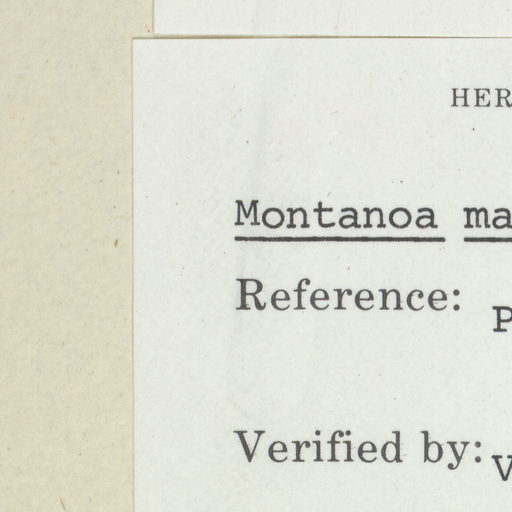 HER
Montanoa ma
Reference: P
Verified by: V